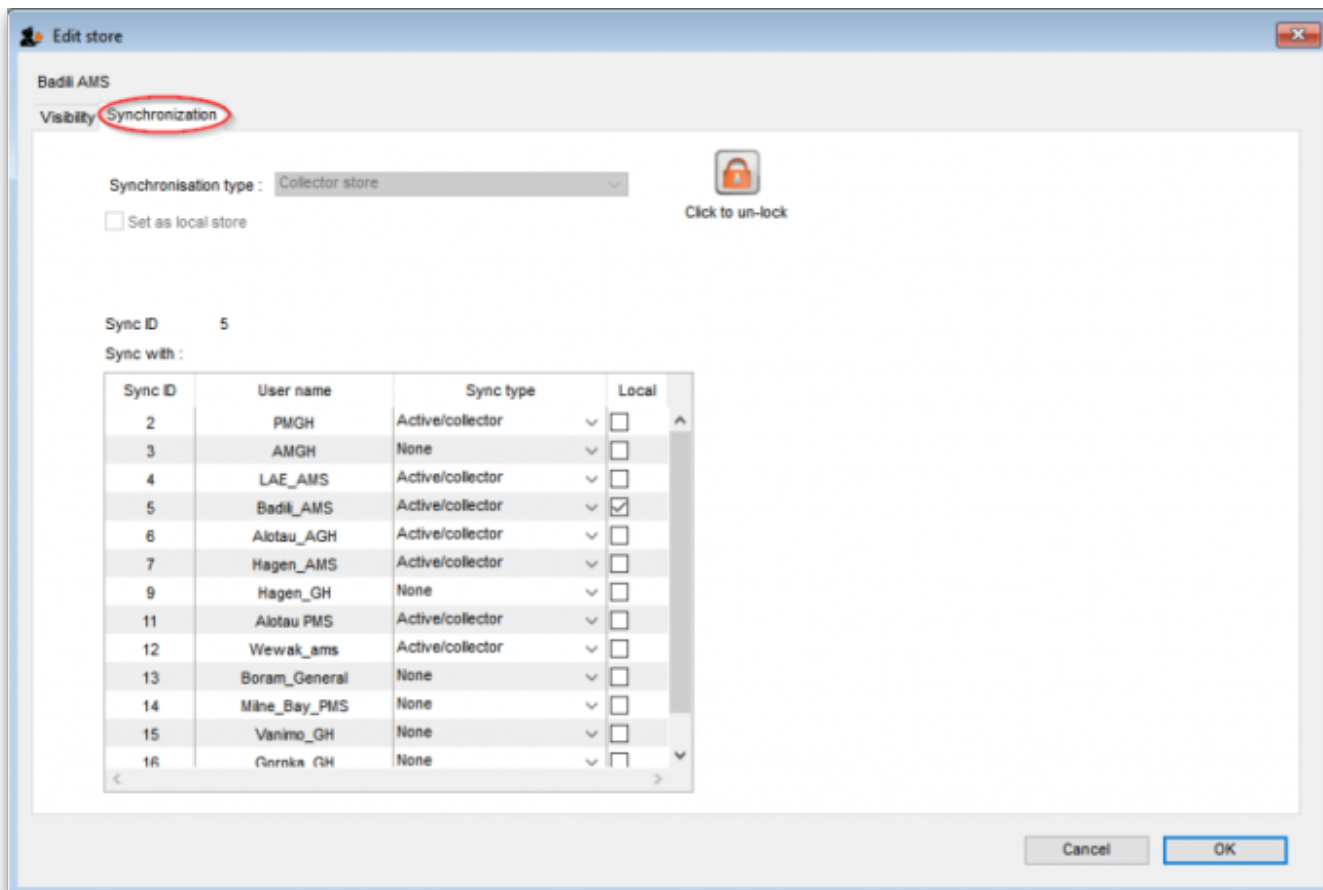 Edit store
Badili AMS
Visibility Synchronization
Synchronisation type : Collector store
Set as local store
Click to un-lock
Sync ID 5
Sync with :
Sync ID User name Sync type Local
2 PMGH Active/collector
3 AMGH None
4 LAE_AMS Active/collector
5 Badili_AMS Active/collector
6 Alotau_AGH Active/collector
7 Hagen_AMS Active/collector
9 Hagen_GH None
11 Alotau PMS Active/collector
12 Wewak_ams Active/collector
13 Boram_General None
14 Milne_Bay_PMS None
15 Vanimo_GH None
16 Gornka_GH None
Cancel OK